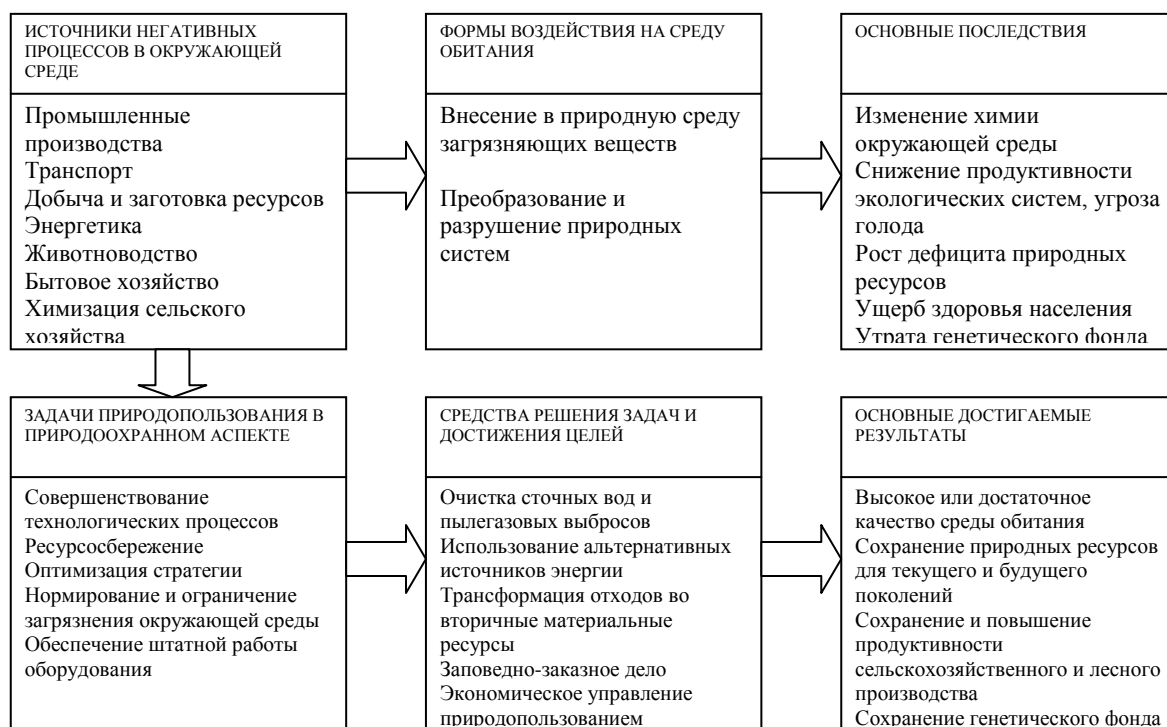 ИСТОЧНИКИ НЕГАТИВНЫХ
ПРОЦЕССОВ В ОКРУЖАЮЩЕЙ
СРЕДЕ
Промышленные
производства
Транспорт
Добыча и заготовка ресурсов
Энергетика
Животноводство
Бытовое хозяйство
Химизация сельского
хозяйства
ФОРМЫ ВОЗДЕЙСТВИЯ НА СРЕДУ
ОБИТАНИЯ
Внесение в природную среду
загрязняющих веществ
Преобразование и
разрушение природных
систем
ОСНОВНЫЕ ПОСЛЕДСТВИЯ
Изменение химии
окружающей среды
Снижение продуктивности
экологических систем, угроза
голода
Рост дефицита природных
ресурсов
Ущерб здоровья населения
Утрата генетического фонда
ЗАДАЧИ ПРИРОДОПОЛЬЗОВАНИЯ В
ПРИРОДООХРАННОМ АСПЕКТЕ
Совершенствование
технологических процессов
Ресурсосбережение
Оптимизация стратегии
Нормирование и ограничение
загрязнения окружающей среды
Обеспечение штатной работы
оборудования
СРЕДСТВА РЕШЕНИЯ ЗАДАЧ И
ДОСТИЖЕНИЯ ЦЕЛЕЙ
Очистка сточных вод и
пылегазовых выбросов
Использование альтернативных
источников энергии
Трансформация отходов во
вторичные материальные
ресурсы
Заповедно-заказное дело
Экономическое управление
природопользованием
ОСНОВНЫЕ ДОСТИГАЕМЫЕ
РЕЗУЛЬТАТЫ
Высокое или достаточное
качество среды обитания
Сохранение природных ресурсов
для текущего и будущего
поколений
Сохранение и повышение
продуктивности
сельскохозяйственного и лесного
производства
Сохранение генетического фонда